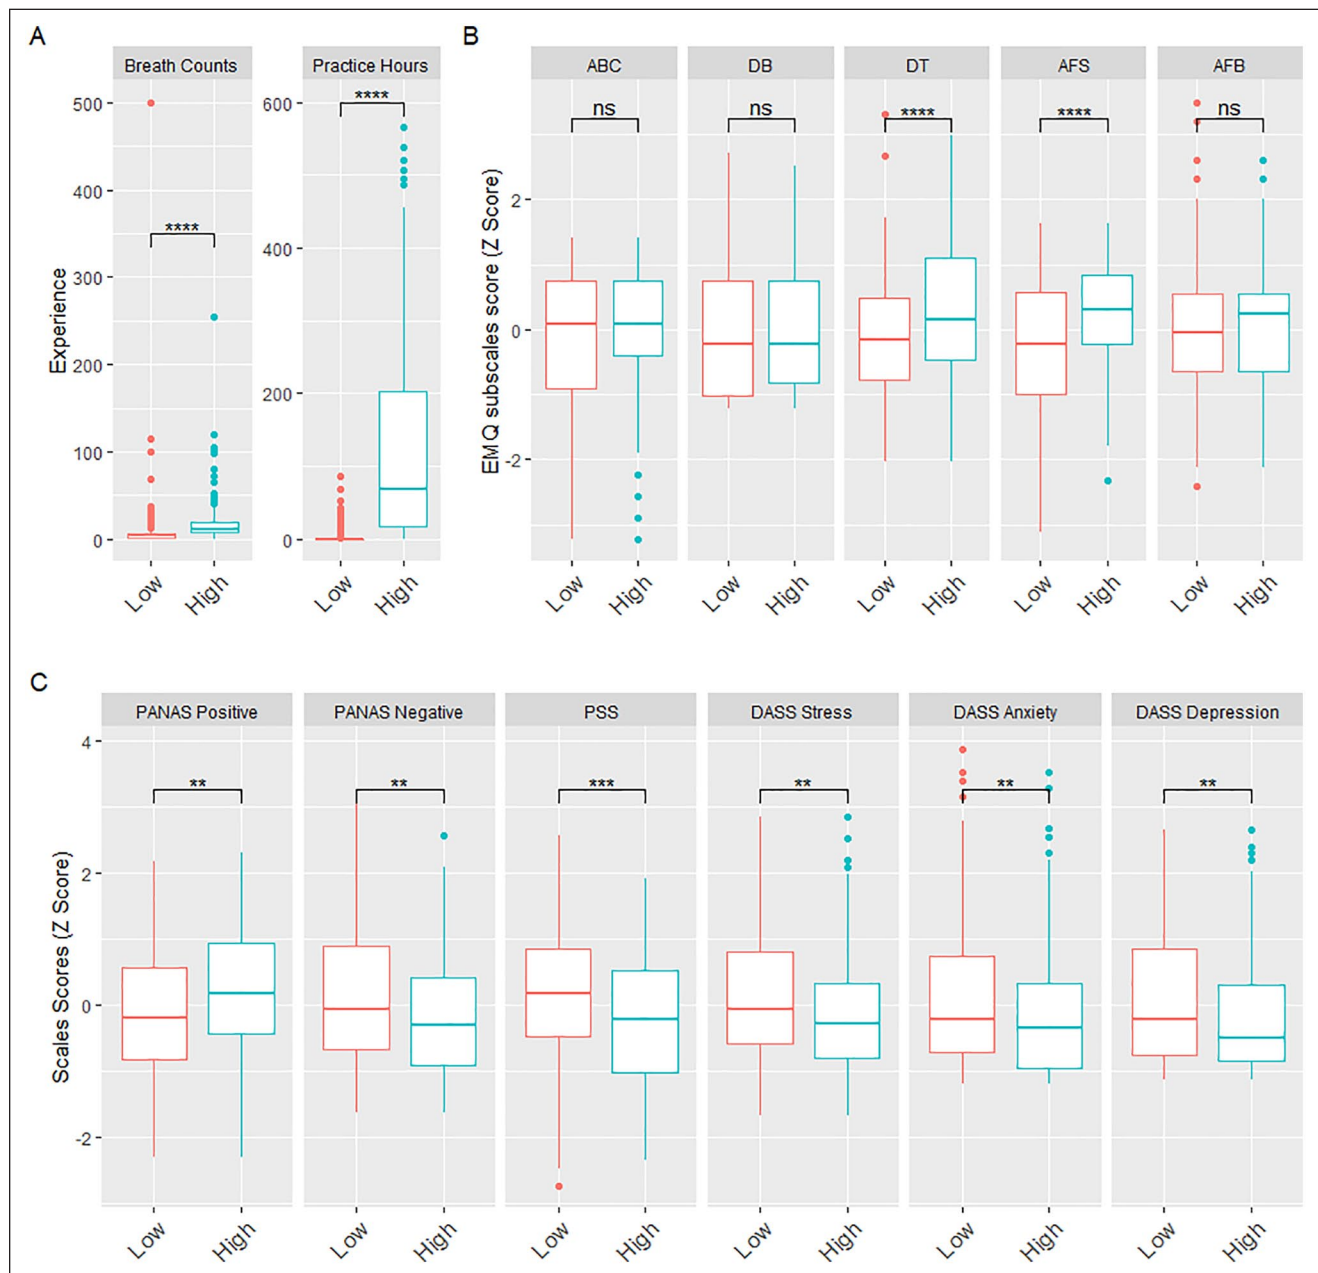 A
Breath Counts Practice Hours
Experience
500
400
300
200
100
0
600
400
200
0
****
****
Low High Low High
B
ABC DB DT AFS AFB
EMQ subscales score (Z Score)
2
0
-2
ns ns **** **** ns
Low High Low High Low High Low High Low High
C
PANAS Positive PANAS Negative PSS DASS Stress DASS Anxiety DASS Depression
Scales Scores (Z Score)
4
2
0
-2
** ** *** ** ** **
Low High Low High Low High Low High Low High Low High